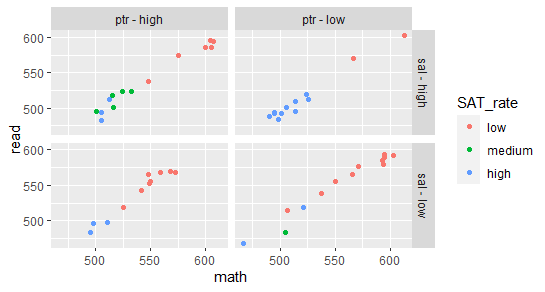 ptr - high
ptr - low
600
550
500
sal - high
600
550
500
sal - low
read
500
550
600
500
550
600
math
SAT_rate
low
medium
high